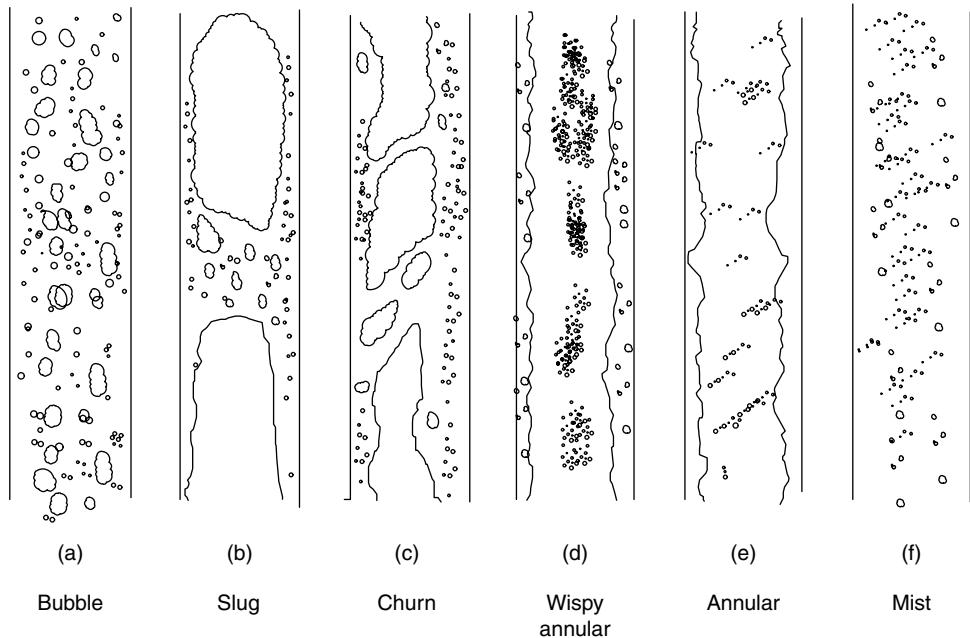 (a)
(b)
(c)
(d)
(e)
(f)
Bubble
Slug
Churn
Wispy
annular
Annular
Mist